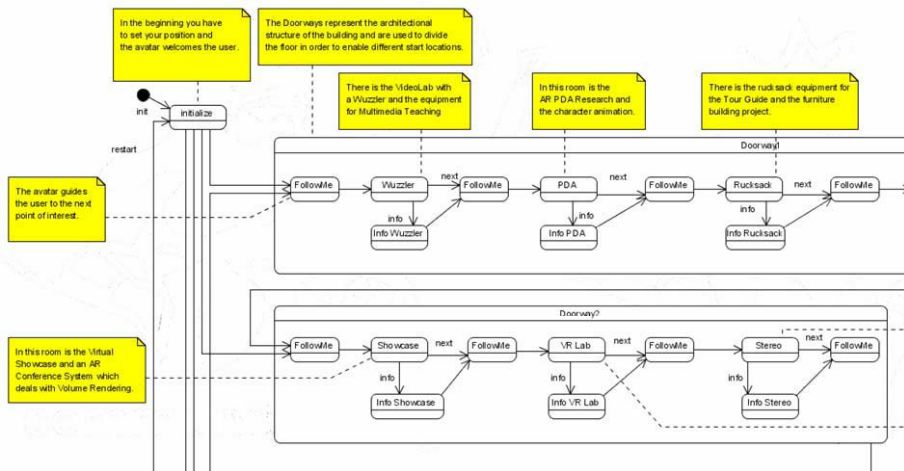 In the beginning you have
to set your position and
the avatar welcomes the user.
The Doorways represent the architectional
structure of the building and are used to divide
the floor in order to enable different start locations.
There is the VideoLab with
a Wuzzler and the equipment
for Multimedia Teaching
In this room is the
AR PDA Research and
the character animation.
There is the rucksack equipment for
the Tour Guide and the furniture
building project.
init
initialize
restart
Doorway1
The avatar guides
the user to the next
point of interest.
FollowMe
Wuzzler
next
FollowMe
PDA
next
FollowMe
Rucksack
next
FollowMe
info
Info Wuzzler
info
Info PDA
info
Info Rucksack
Doorway2
In this room is the Virtual
Showcase and an AR
Conference System which
deals with Volume Rendering.
FollowMe
Showcase
next
FollowMe
VR Lab
next
FollowMe
Stereo
next
FollowMe
info
Info Showcase
info
Info VR Lab
info
Info Stereo